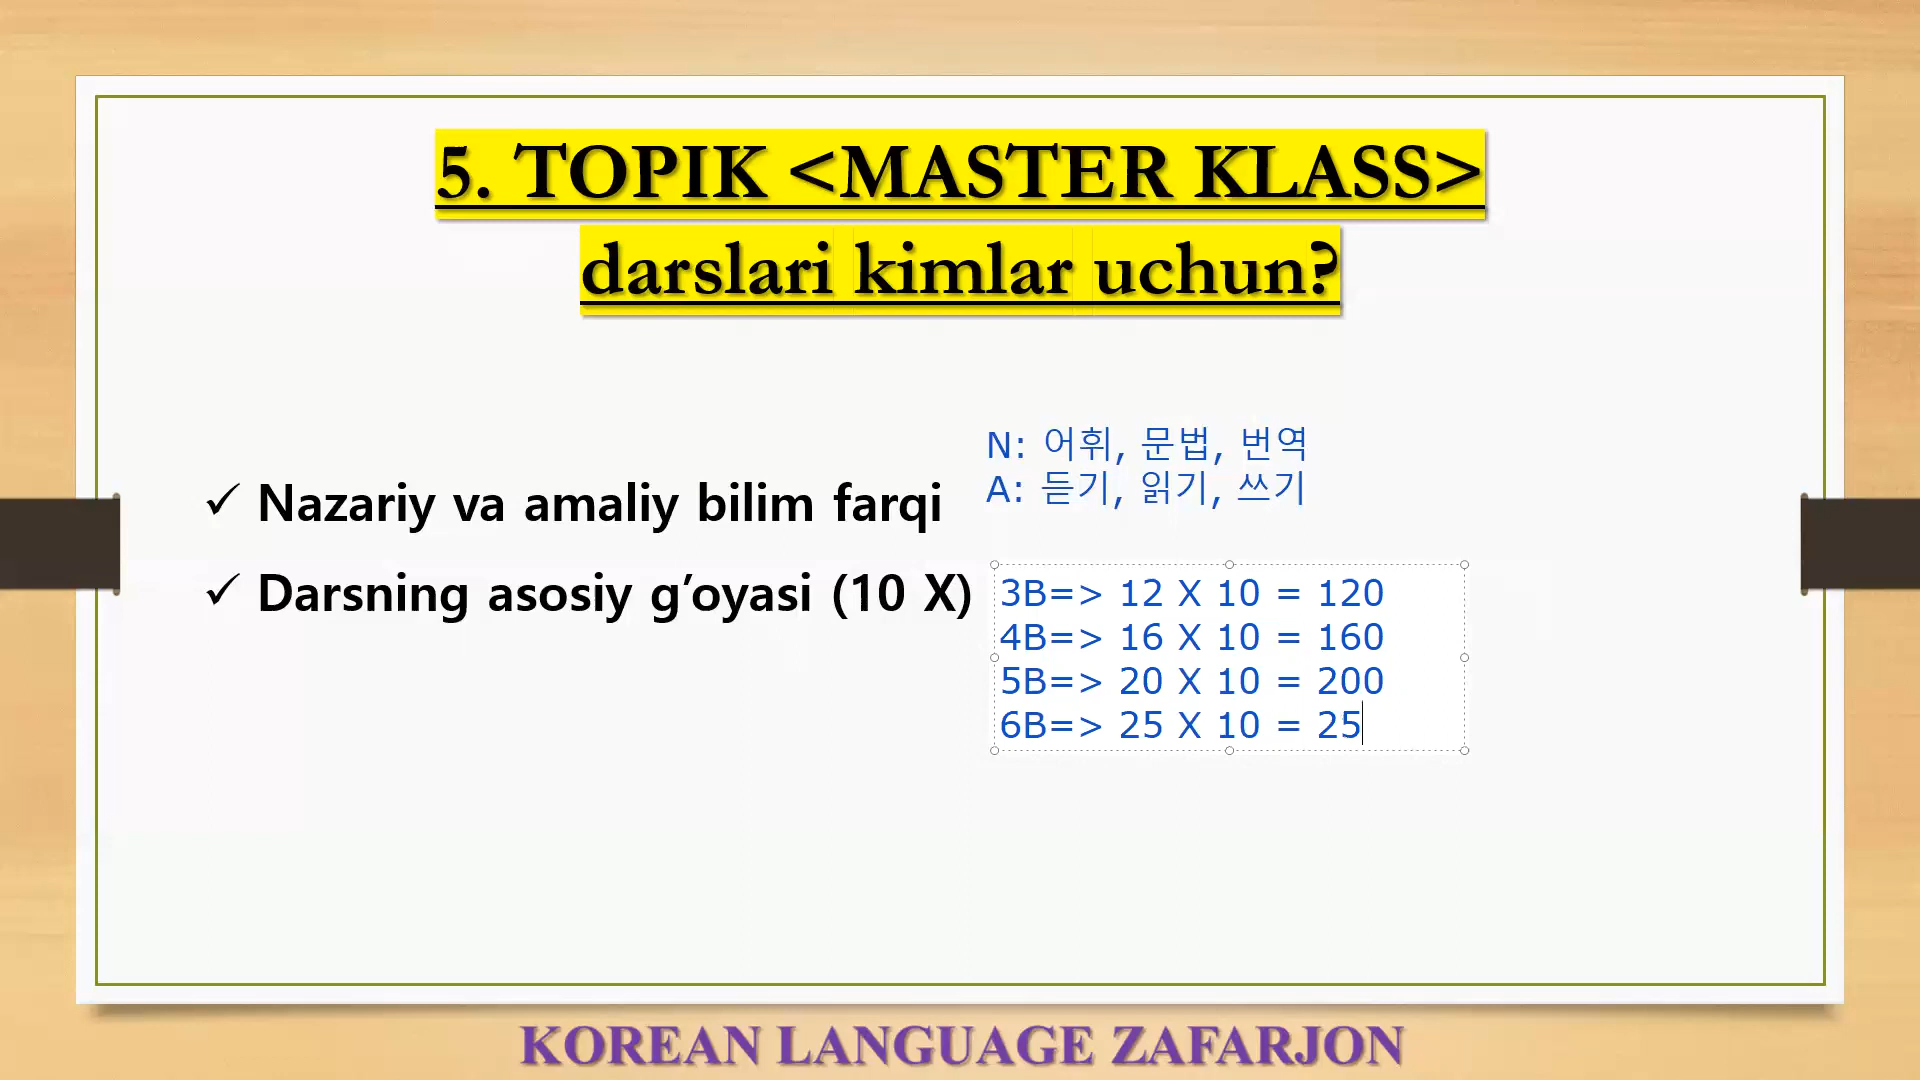 5. TOPIK <MASTER KLASS>
darslari kimlar uchun?
✓ Nazariy va amaliy bilim farqi
N: 어휘, 문법, 번역
A: 듣기, 읽기, 쓰기
✓ Darsning asosiy g’oyasi (10 X)
3B=> 12 X 10 = 120
4B=> 16 X 10 = 160
5B=> 20 X 10 = 200
6B=> 25 X 10 = 25
KOREAN LANGUAGE ZAFARJON